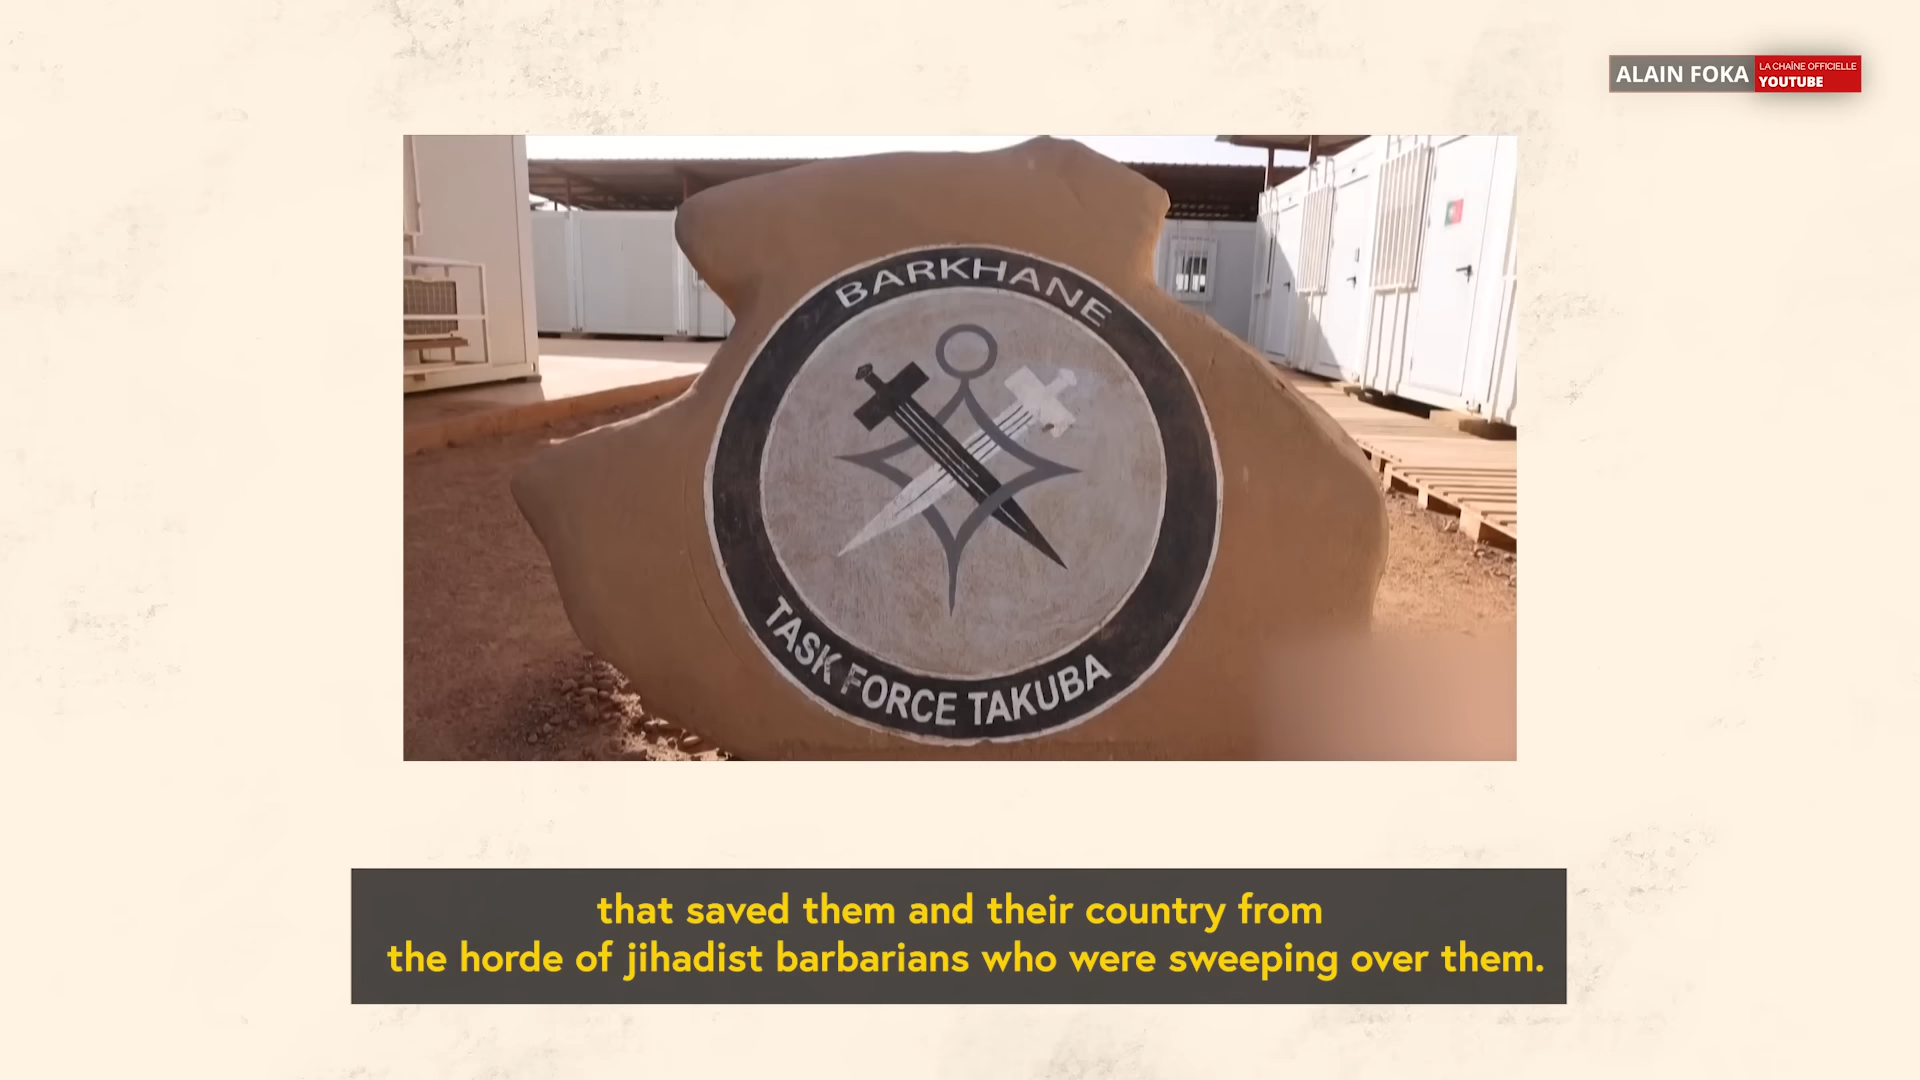 ALAIN FOKA
LA CHAÎNE OFFICIELLE
YOUTUBE
BARKHANE
TASK FORCE TAKUBA
that saved them and their country from
the horde of jihadist barbarians who were sweeping over them.